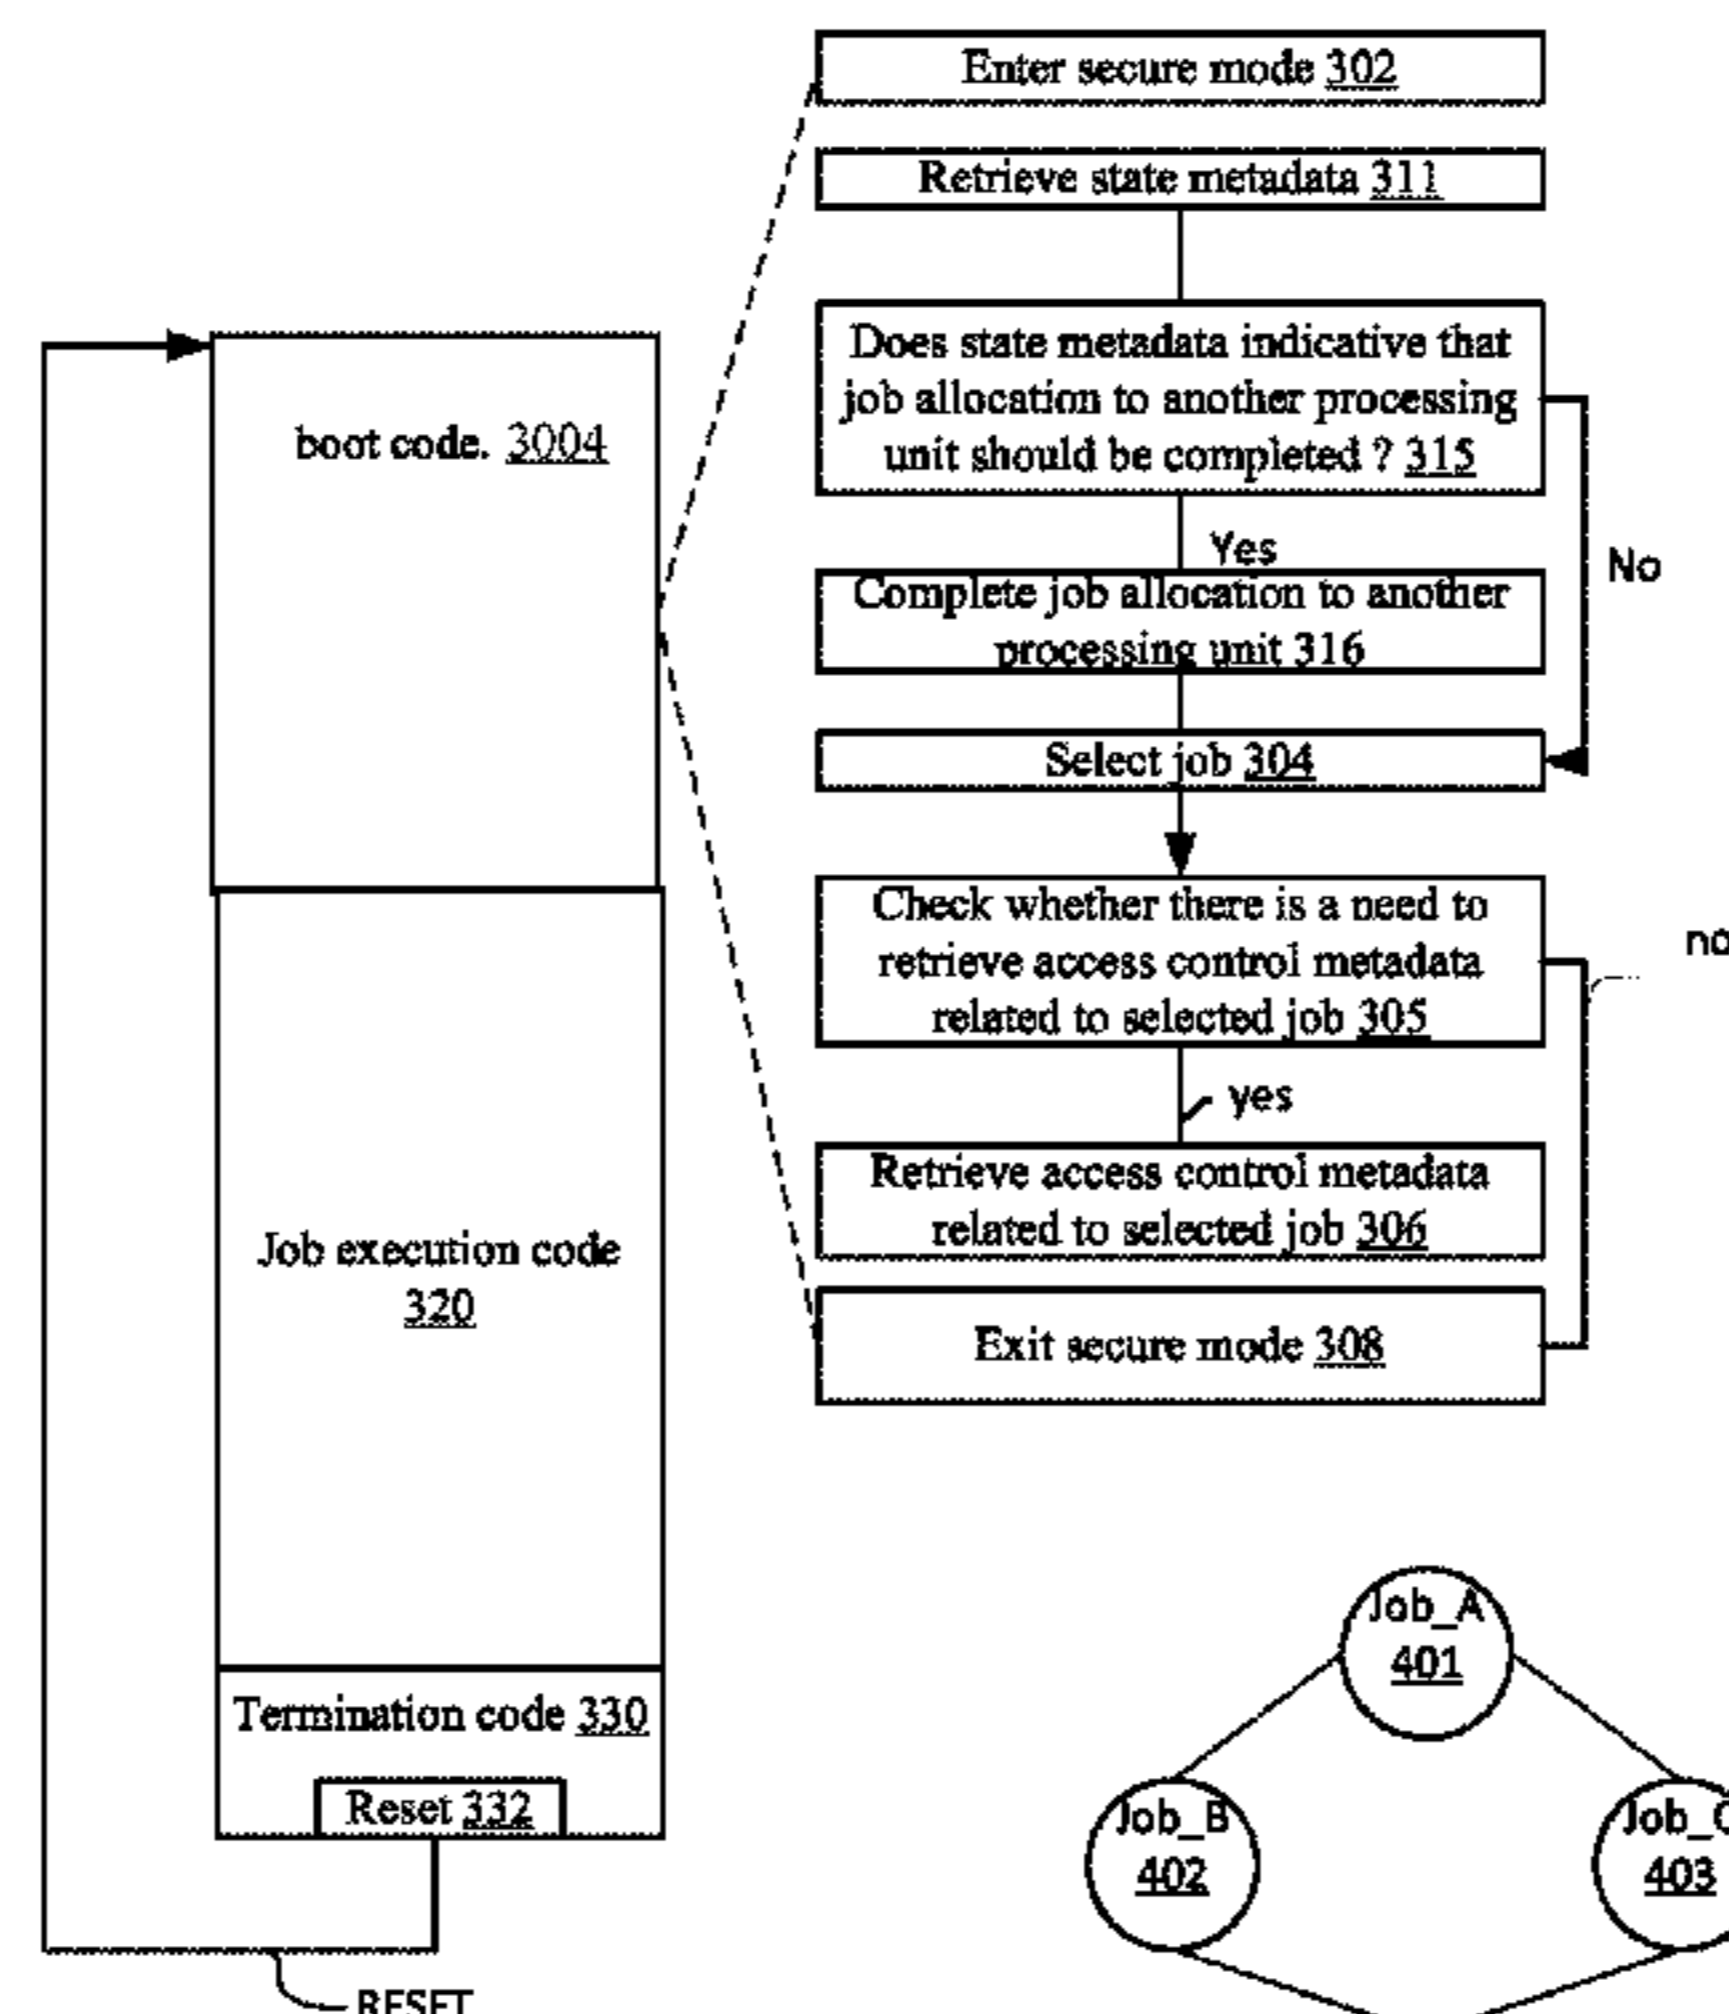 Enter secure mode 302
Retrieve state metadata 311
Does state metadata indicative that
job allocation to another processing
unit should be completed ? 315
Yes
No
Complete job allocation to another
processing unit 316
Select job 304
Check whether there is a need to
retrieve access control metadata
related to selected job 305
no
yes
Retrieve access control metadata
related to selected job 306
Exit secure mode 308
boot code. 3004
Job execution code
320
Termination code 330
Reset 332
RESET
Job_A
401
Job_B
402
Job_C
403